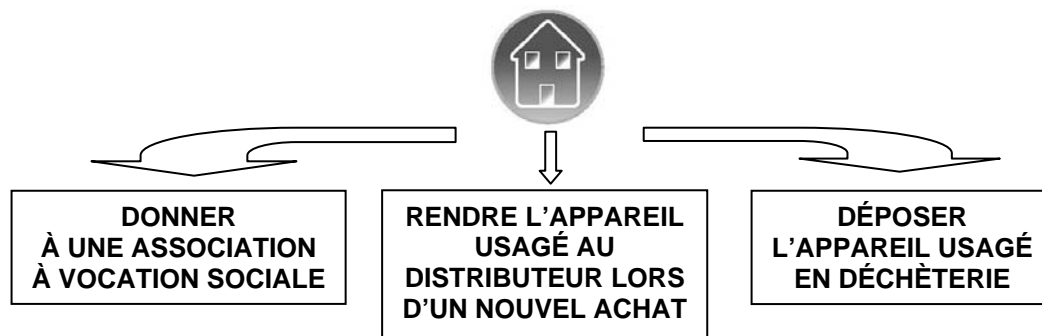 DONNER
À UNE ASSOCIATION
À VOCATION SOCIALE
RENDRE L’APPAREIL
USAGÉ AU
DISTRIBUTEUR LORS
D’UN NOUVEL ACHAT
DÉPOSER
L’APPAREIL USAGÉ
EN DÉCHÈTERIE